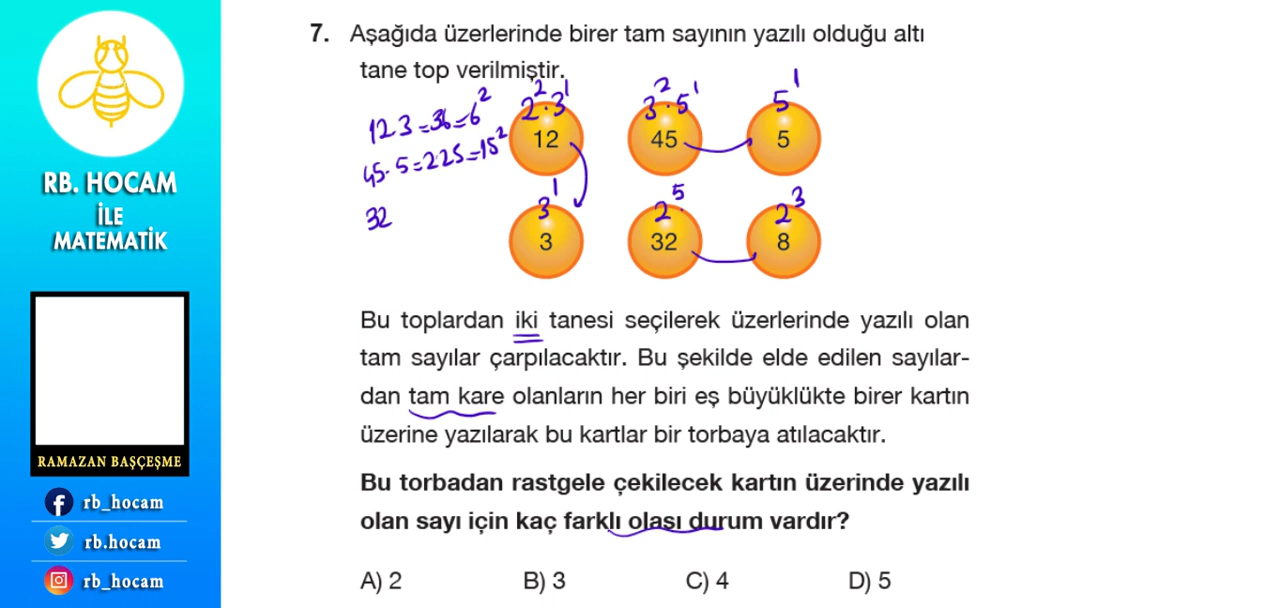 RB. HOCAM
İLE
MATEMATİK
RAMAZAN BAŞÇEŞME
rb_hocam
rb.hocam
rb_hocam
7. Aşağıda üzerlerinde birer tam sayının yazılı olduğu altı
tane top verilmiştir.
12 3 = 36 = 6²
45. 5 = 225 = 15²
32
2².3¹ 3².5¹ 5¹
12 45 5
3¹ 2⁵ 2³
3 32 8
Bu toplardan iki tanesi seçilerek üzerlerinde yazılı olan
tam sayılar çarpılacaktır. Bu şekilde elde edilen sayılar-
dan tam kare olanların her biri eş büyüklükte birer kartın
üzerine yazılarak bu kartlar bir torbaya atılacaktır.
Bu torbadan rastgele çekilecek kartın üzerinde yazılı
olan sayı için kaç farklı olası durum vardır?
A) 2 B) 3 C) 4 D) 5